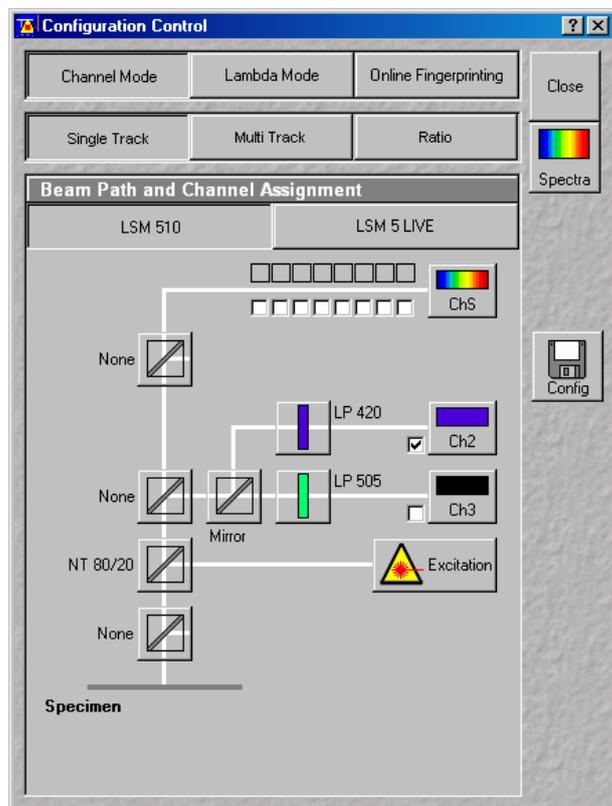 Configuration Control
Channel Mode
Lambda Mode
Online Fingerprinting
Close
Single Track
Multi Track
Ratio
Spectra
Beam Path and Channel Assignment
LSM 510
LSM 5 LIVE
ChS
None
Config
LP 420
Ch2
None
LP 505
Ch3
Mirror
NT 80/20
Excitation
None
Specimen